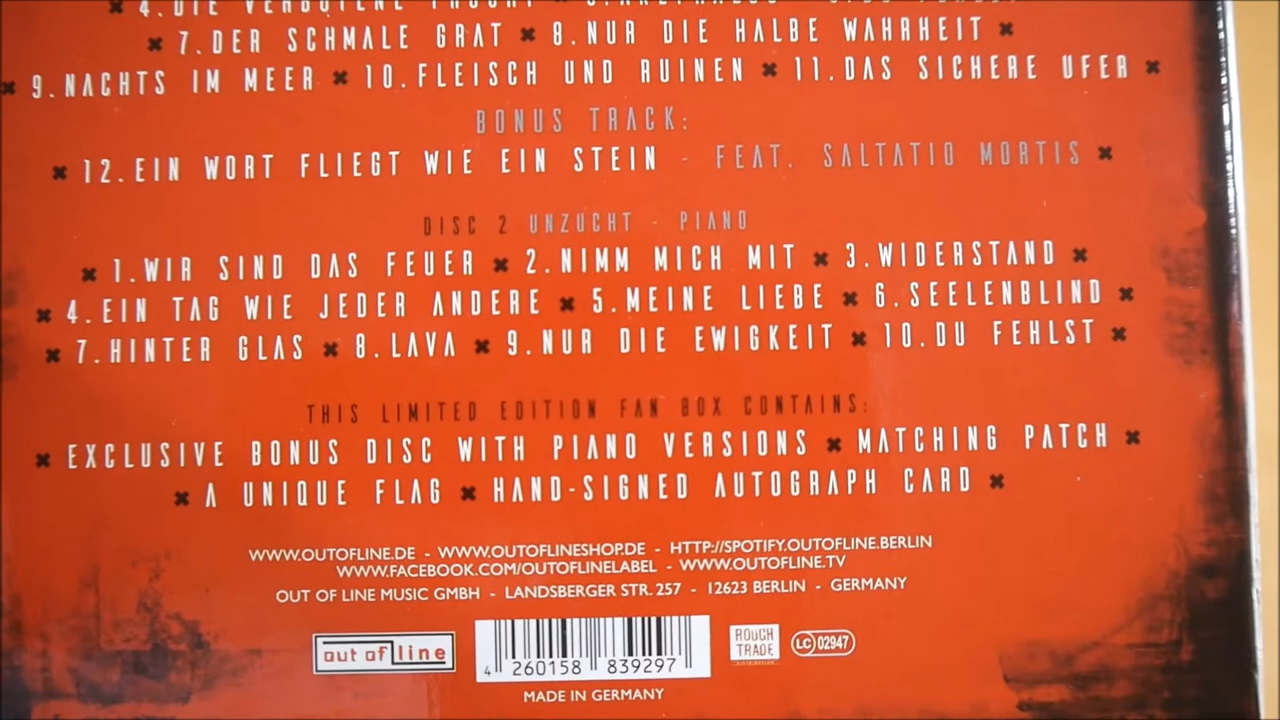 4.DIE VERBOTENE FRUCHT
7.DER SCHMALE GRAT ✖ 8.NUR DIE HALBE WAHRHEIT ✖
✖ 9.NACHTS IM MEER ✖ 10.FLEISCH UND RUINEN ✖ 11.DAS SICHERE UFER ✖
BONUS TRACK:
✖ 12.EIN WORT FLIEGT WIE EIN STEIN - FEAT. SALTATIO MORTIS ✖
DISC 2 UNZUCHT - PIANO
✖ 1.WIR SIND DAS FEUER ✖ 2.NIMM MICH MIT ✖ 3.WIDERSTAND ✖
✖ 4.EIN TAG WIE JEDER ANDERE ✖ 5.MEINE LIEBE ✖ 6.SEELENBLIND ✖
✖ 7.HINTER GLAS ✖ 8.LAVA ✖ 9.NUR DIE EWIGKEIT ✖ 10.DU FEHLST ✖
THIS LIMITED EDITION FAN BOX CONTAINS:
✖ EXCLUSIVE BONUS DISC WITH PIANO VERSIONS ✖ MATCHING PATCH ✖
✖ A UNIQUE FLAG ✖ HAND-SIGNED AUTOGRAPH CARD ✖
WWW.OUTOFLINE.DE - WWW.OUTOFLINESHOP.DE - HTTP://SPOTIFY.OUTOFLINE.BERLIN
WWW.FACEBOOK.COM/OUTOFLINELABEL - WWW.OUTOFLINE.TV
OUT OF LINE MUSIC GMBH - LANDSBERGER STR. 257 - 12623 BERLIN - GERMANY
out of line
4 260158 839297
ROUGH TRADE
LC 02947
MADE IN GERMANY